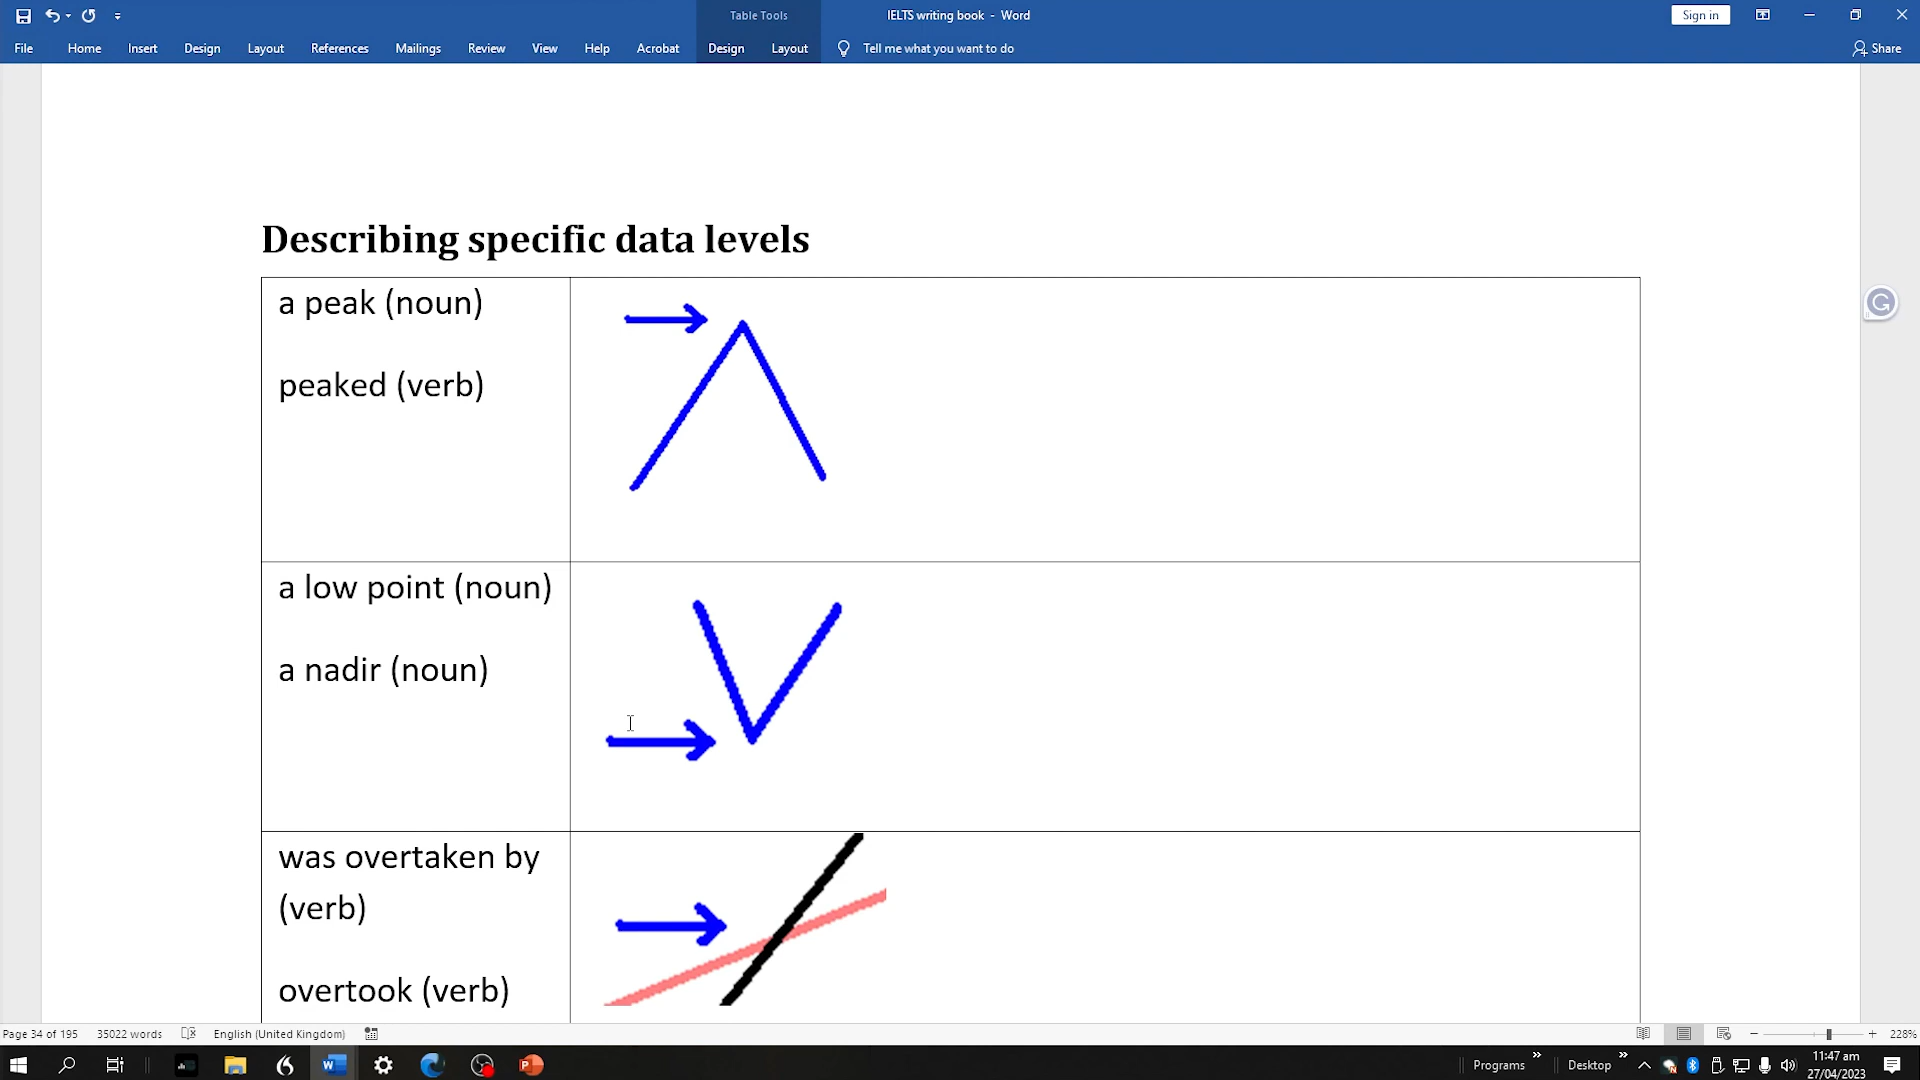 Table Tools
IELTS writing book - Word
Sign in
File Home Insert Design Layout References Mailings Review View Help Acrobat Design Layout Tell me what you want to do Share
Describing specific data levels
a peak (noun)
peaked (verb)
a low point (noun)
a nadir (noun)
was overtaken by
(verb)
overtook (verb)
Page 34 of 195 35022 words English (United Kingdom) 228%
Programs Desktop 11:47 am
27/04/2023